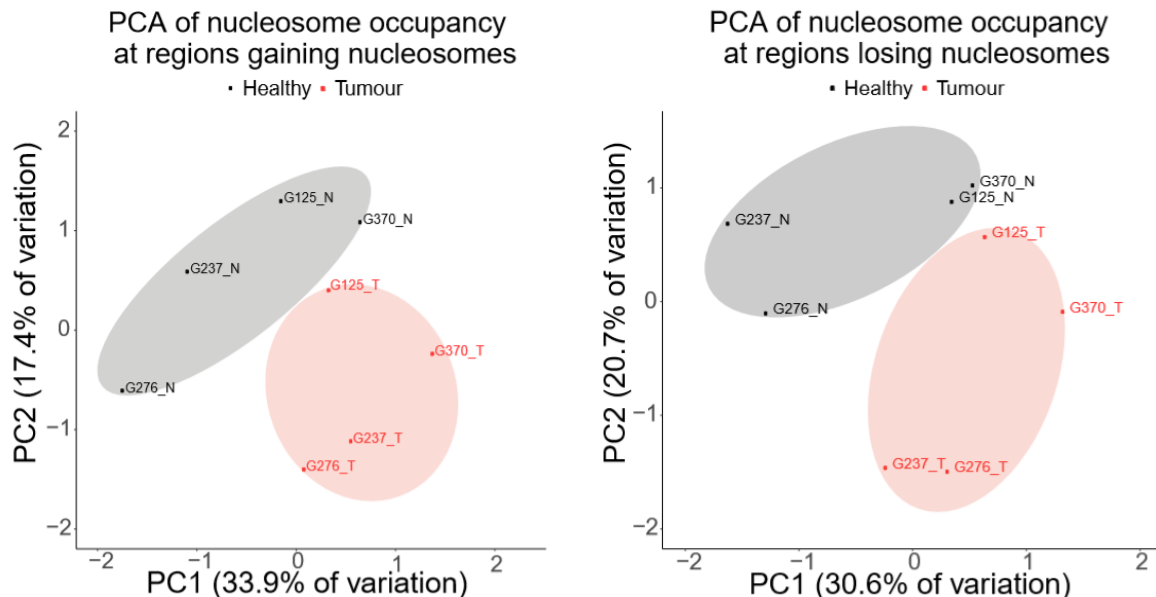 PCA of nucleosome occupancy
at regions gaining nucleosomes
Healthy Tumour
PC2 (17.4% of variation)
2
1
0
−1
−2
G125_N
G370_N
G237_N
G125_T
G370_T
G276_N
G237_T
G276_T
−2 −1 0 1 2
PC1 (33.9% of variation)
PCA of nucleosome occupancy
at regions losing nucleosomes
Healthy Tumour
PC2 (20.7% of variation)
1
0
−1
−2
G370_N
G125_N
G237_N
G125_T
G276_N
G370_T
G237_T G276_T
−2 −1 0 1 2
PC1 (30.6% of variation)